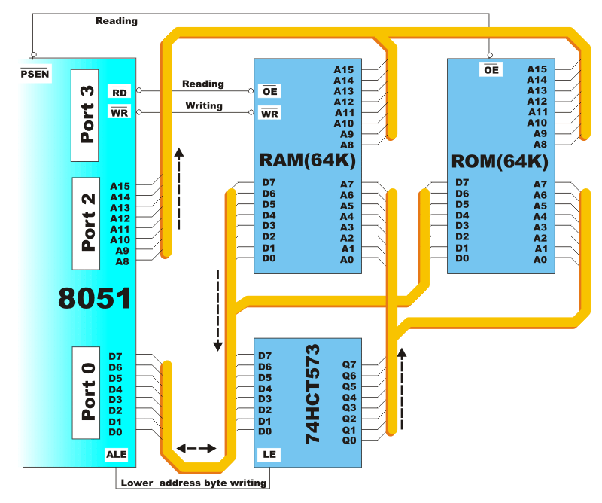 Reading
PSEN
Port 3
RD
WR
Reading
Writing
OE
WR
A15
A14
A13
A12
A11
A10
A9
A8
RAM(64K)
D7
D6
D5
D4
D3
D2
D1
D0
A7
A6
A5
A4
A3
A2
A1
A0
OE
A15
A14
A13
A12
A11
A10
A9
A8
ROM(64K)
D7
D6
D5
D4
D3
D2
D1
D0
A7
A6
A5
A4
A3
A2
A1
A0
Port 2
A15
A14
A13
A12
A11
A10
A9
A8
8051
Port 0
D7
D6
D5
D4
D3
D2
D1
D0
ALE
D7
D6
D5
D4
D3
D2
D1
D0
74HCT573
Q7
Q6
Q5
Q4
Q3
Q2
Q1
Q0
LE
Lower address byte writing